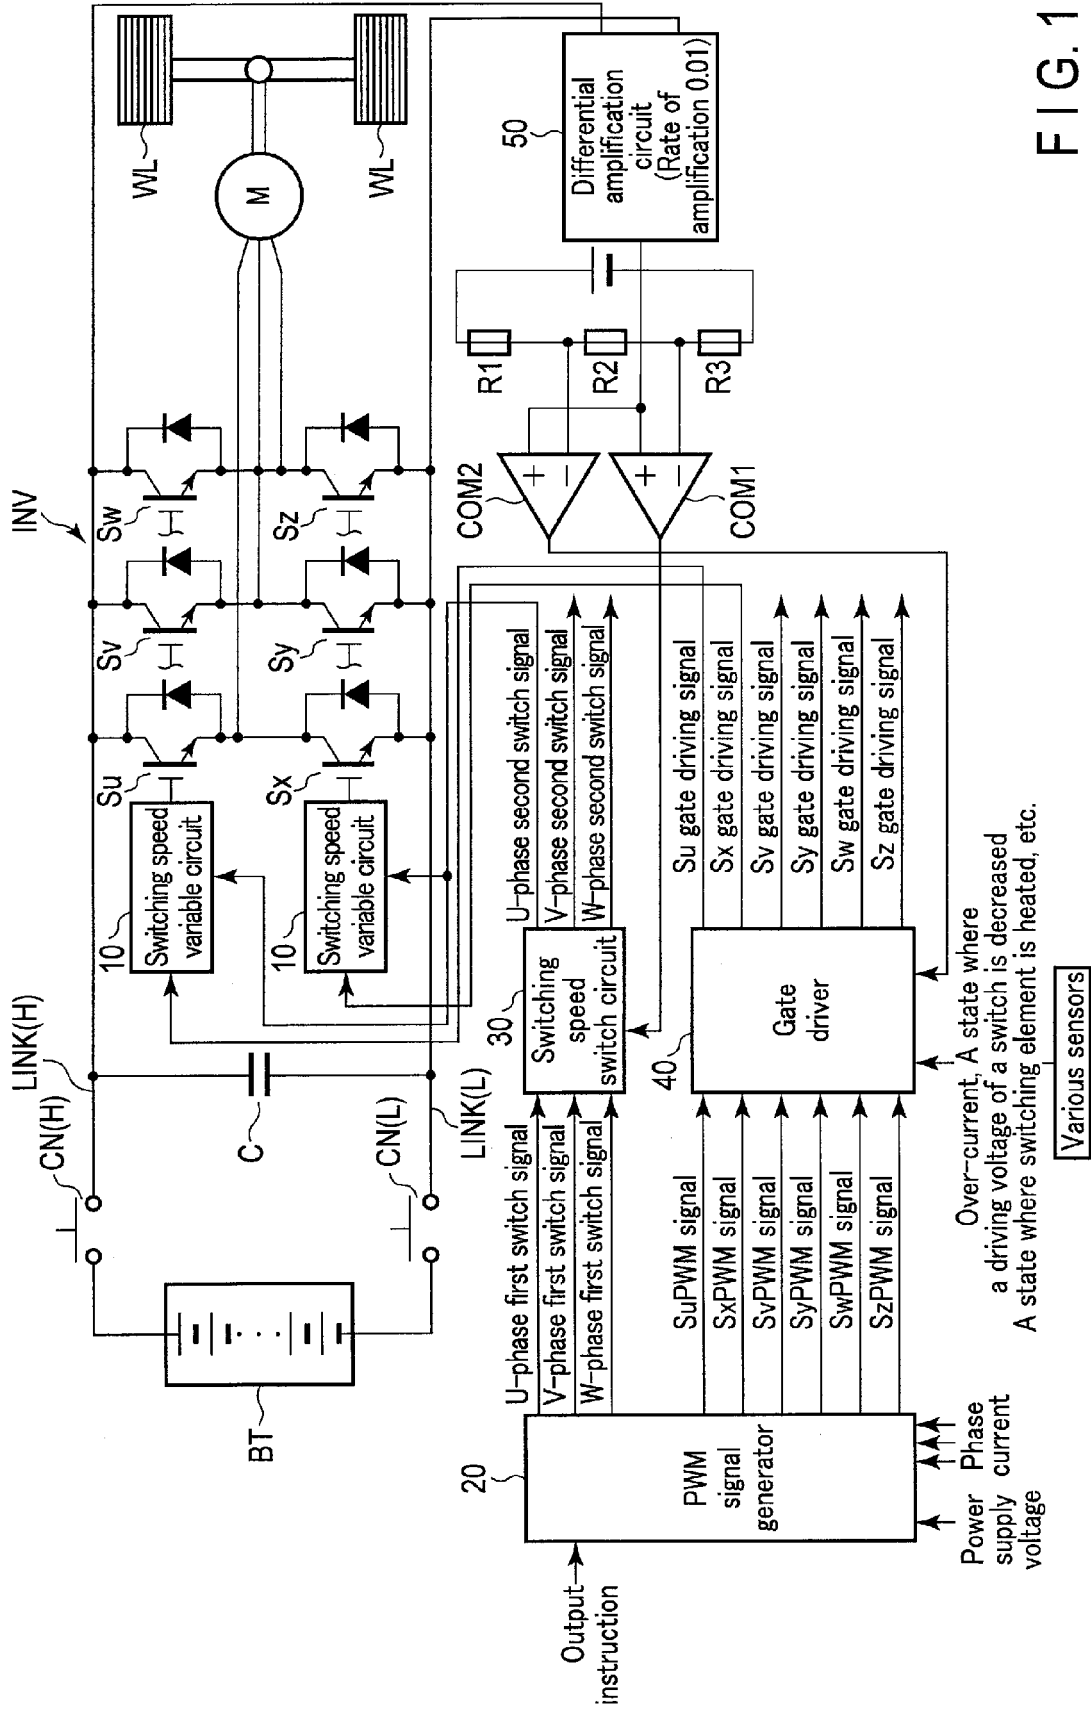 INV
LINK(H)
CN(H)
BT
C
CN(L)
LINK(L)
10
Switching speed
variable circuit
10
Switching speed
variable circuit
Su
Sv
Sw
Sx
Sy
Sz
M
WL
WL
20
PWM
signal
generator
Output
instruction
Power
supply
voltage
Phase
current
U-phase first switch signal
V-phase first switch signal
W-phase first switch signal
SuPWM signal
SxPWM signal
SvPWM signal
SyPWM signal
SwPWM signal
SzPWM signal
30
Switching
speed
switch circuit
40
Gate
driver
U-phase second switch signal
V-phase second switch signal
W-phase second switch signal
Su gate driving signal
Sx gate driving signal
Sv gate driving signal
Sy gate driving signal
Sw gate driving signal
Sz gate driving signal
Over-current, A state where
a driving voltage of a switch is decreased
A state where switching element is heated, etc.
Various sensors
COM2
+
−
COM1
+
−
R1
R2
R3
50
Differential
amplification
circuit
(Rate of
amplification 0.01)
FIG. 1